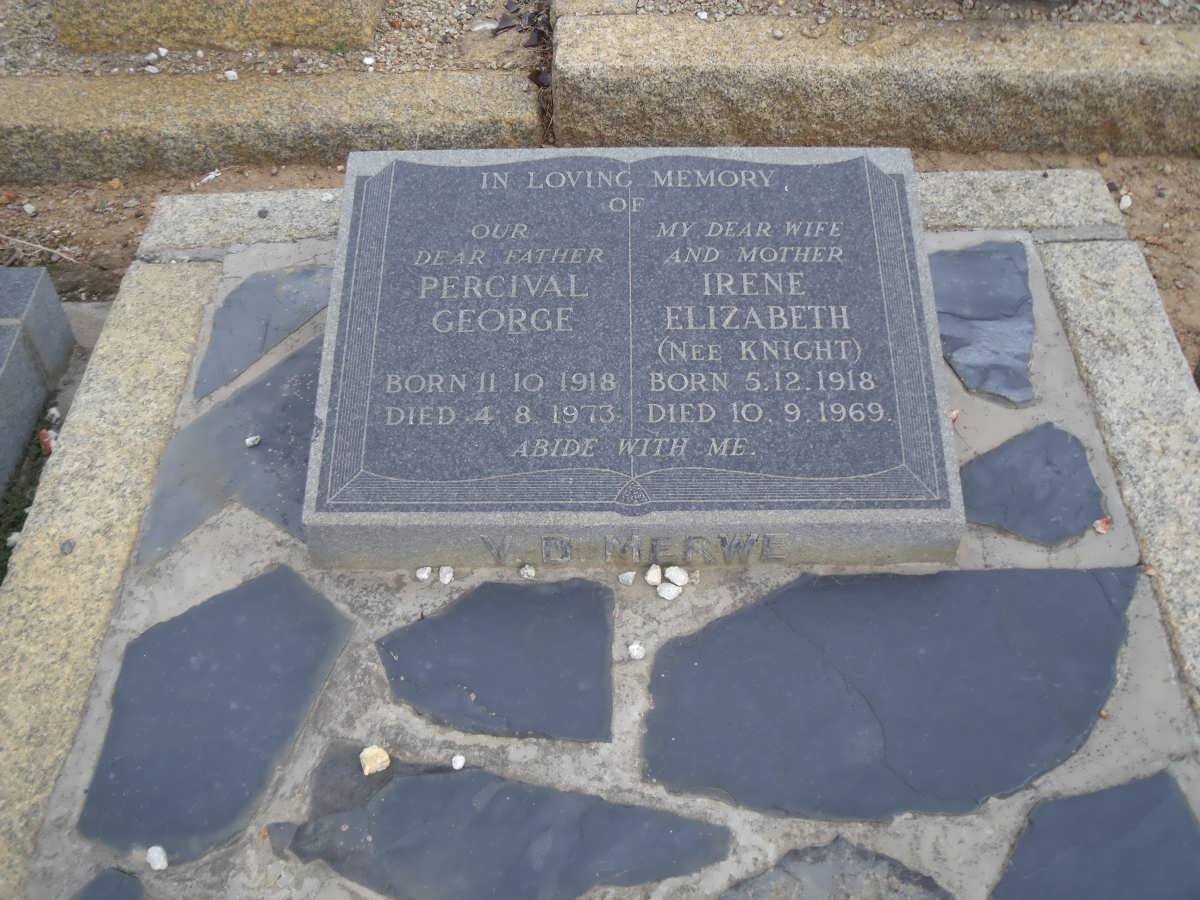 IN LOVING MEMORY
OF
OUR
DEAR FATHER
PERCIVAL
GEORGE
BORN 11 10 1918
DIED 4 8 1973
MY DEAR WIFE
AND MOTHER
IRENE
ELIZABETH
(NEE KNIGHT)
BORN 5.12.1918
DIED 10.9.1969.
ABIDE WITH ME.
V D MERWE